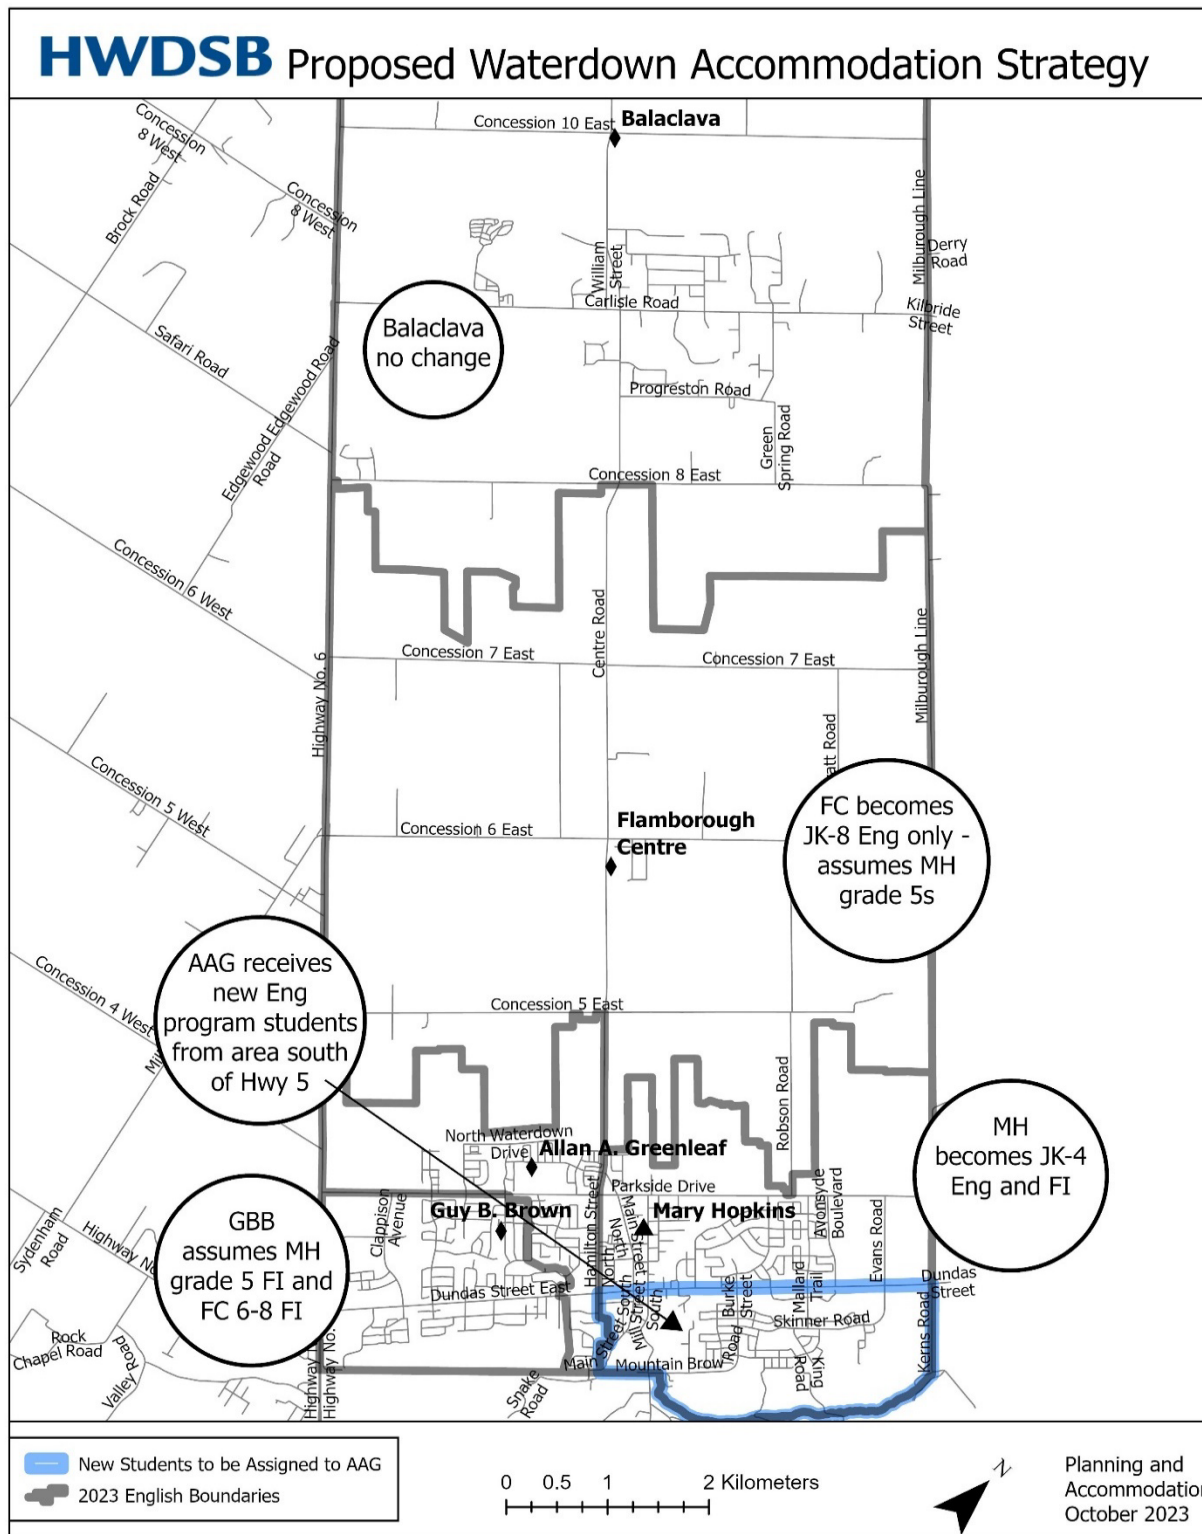 HWDSB Proposed Waterdown Accommodation Strategy
Concession
8 West
Concession 10 East
Balaclava
Concession
8 West
Brock Road
Milburough Line
William
Street
Derry
Road
Carlisle Road
Kilbride
Street
Balaclava
no change
Safari Road
Progreston Road
Edgewood Road
Edgewood
Road
Green
Spring Road
Concession 8 East
Concession 6 West
Centre Road
Concession 7 East
Concession 7 East
Milburough Line
Highway No. 6
att Road
Concession 5 West
FC becomes
JK-8 Eng only -
assumes MH
grade 5s
Flamborough
Centre
Concession 6 East
AAG receives
new Eng
program students
from area south
of Hwy 5
Concession 4 West
Mil
Concession 5 East
Robson Road
MH
becomes JK-4
Eng and FI
North Waterdown
Drive
Allan A. Greenleaf
Parkside Drive
Clappison
Avenue
Guy B. Brown
Hamilton Street
North
Main Street
North
Mary Hopkins
Avonsyde
Boulevard
Evans Road
GBB
assumes MH
grade 5 FI and
FC 6-8 FI
Sydenham
Road
Highway No
Dundas Street East
Dundas
Street
Mill Street
South
Main Street South
Burke
Street
Mallard
Trail
Skinner Road
Kerns Road
Rock
Chapel Road
Valley Road
Highway
Highway No.
Snake
Road
Mountain Brow
Road
King
Road
New Students to be Assigned to AAG
2023 English Boundaries
0 0.5 1 2 Kilometers
N
Planning and
Accommodation
October 2023